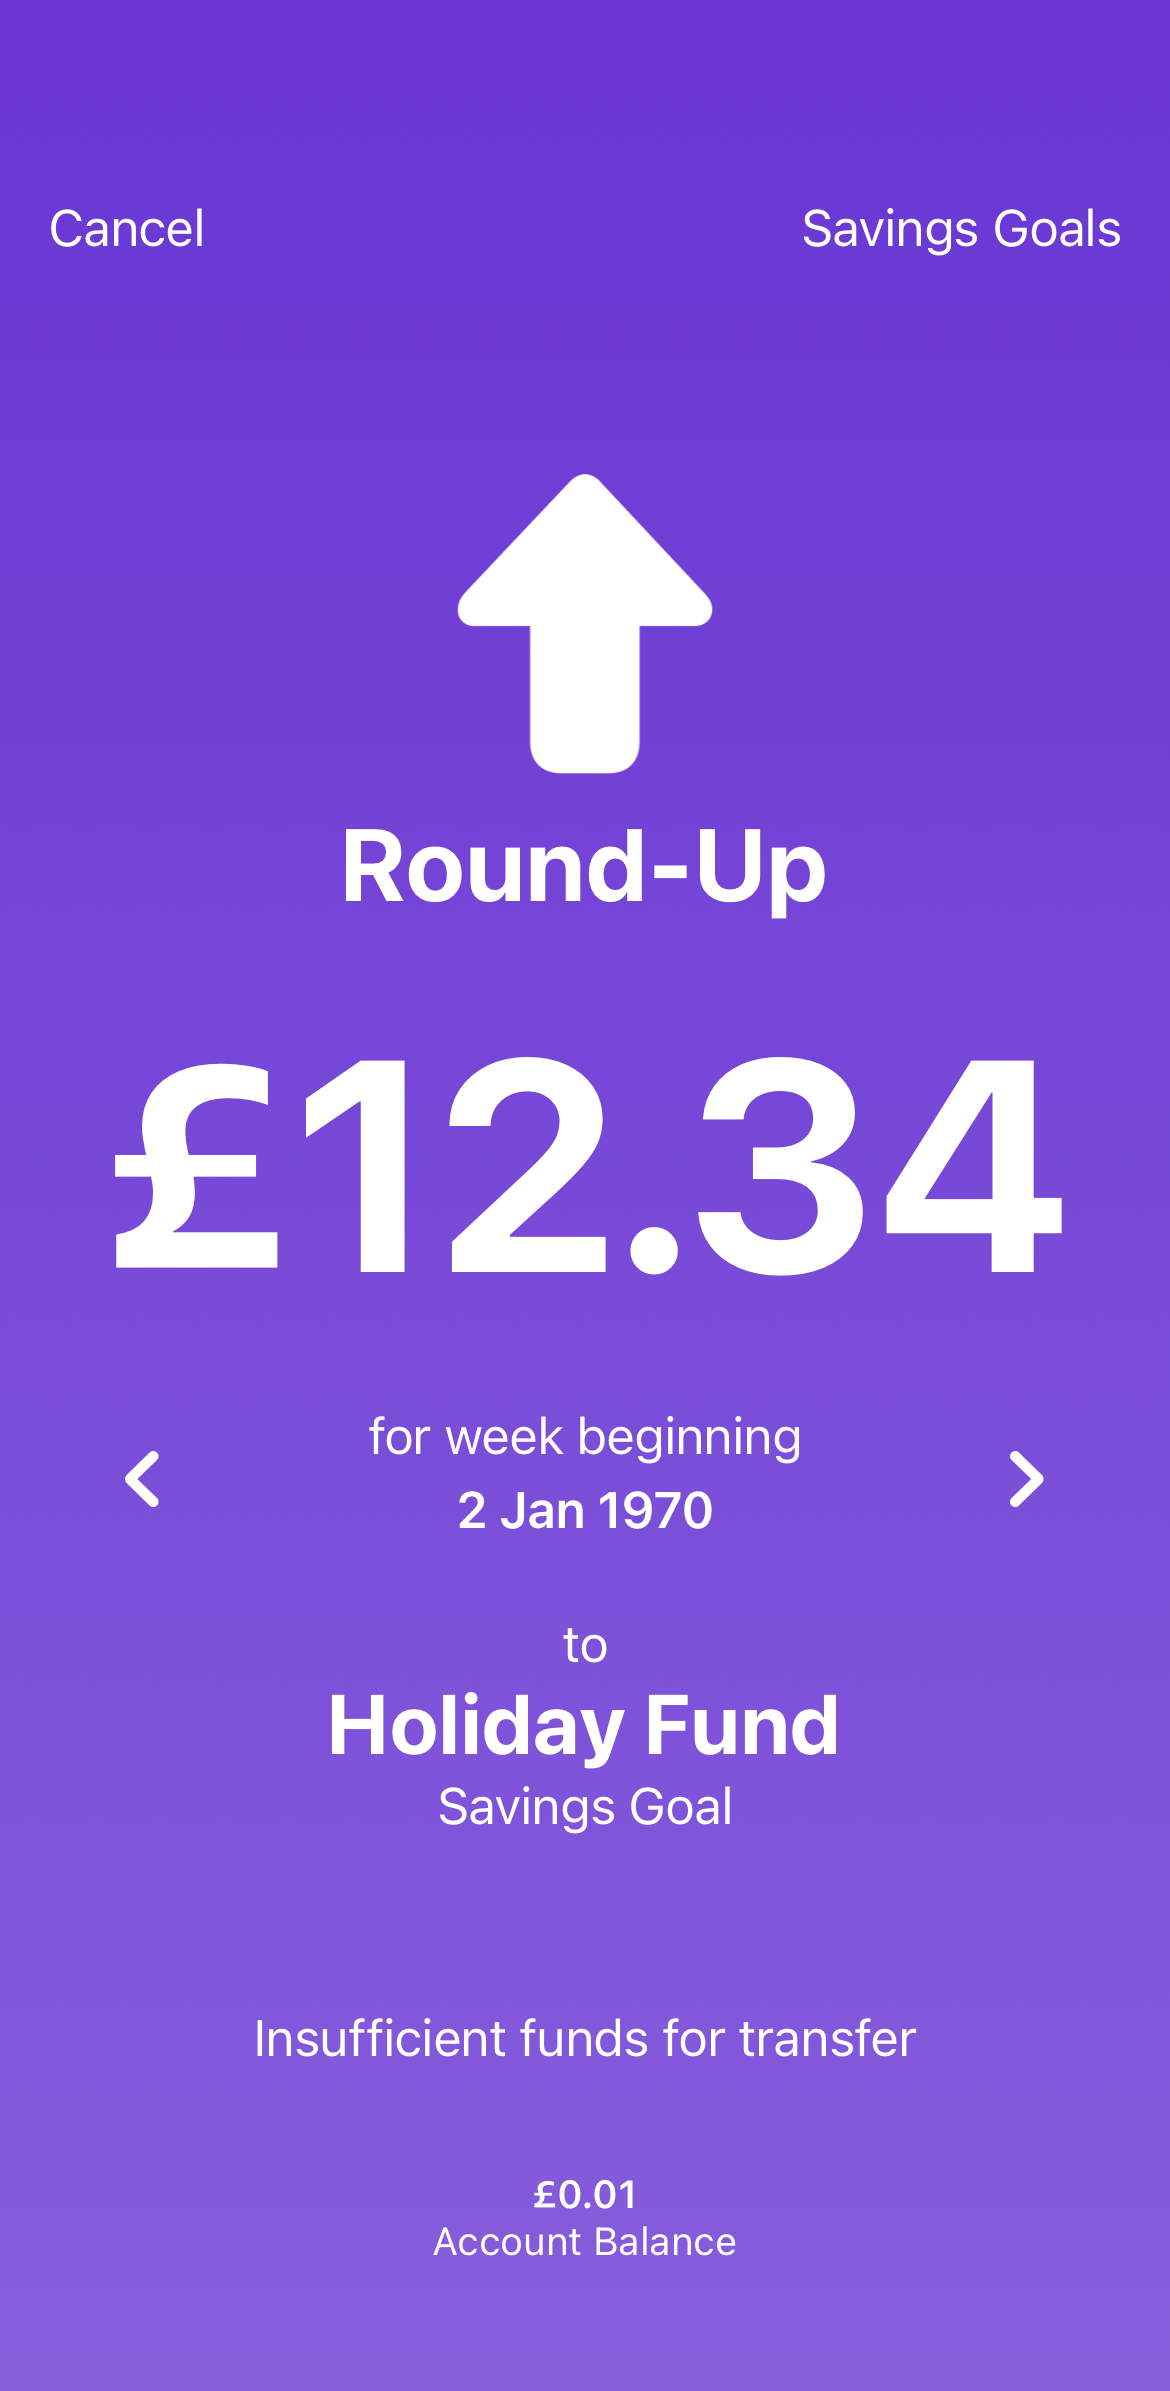 Cancel
Savings Goals
Round-Up
£12.34
for week beginning
2 Jan 1970
to
Holiday Fund
Savings Goal
Insufficient funds for transfer
£0.01
Account Balance